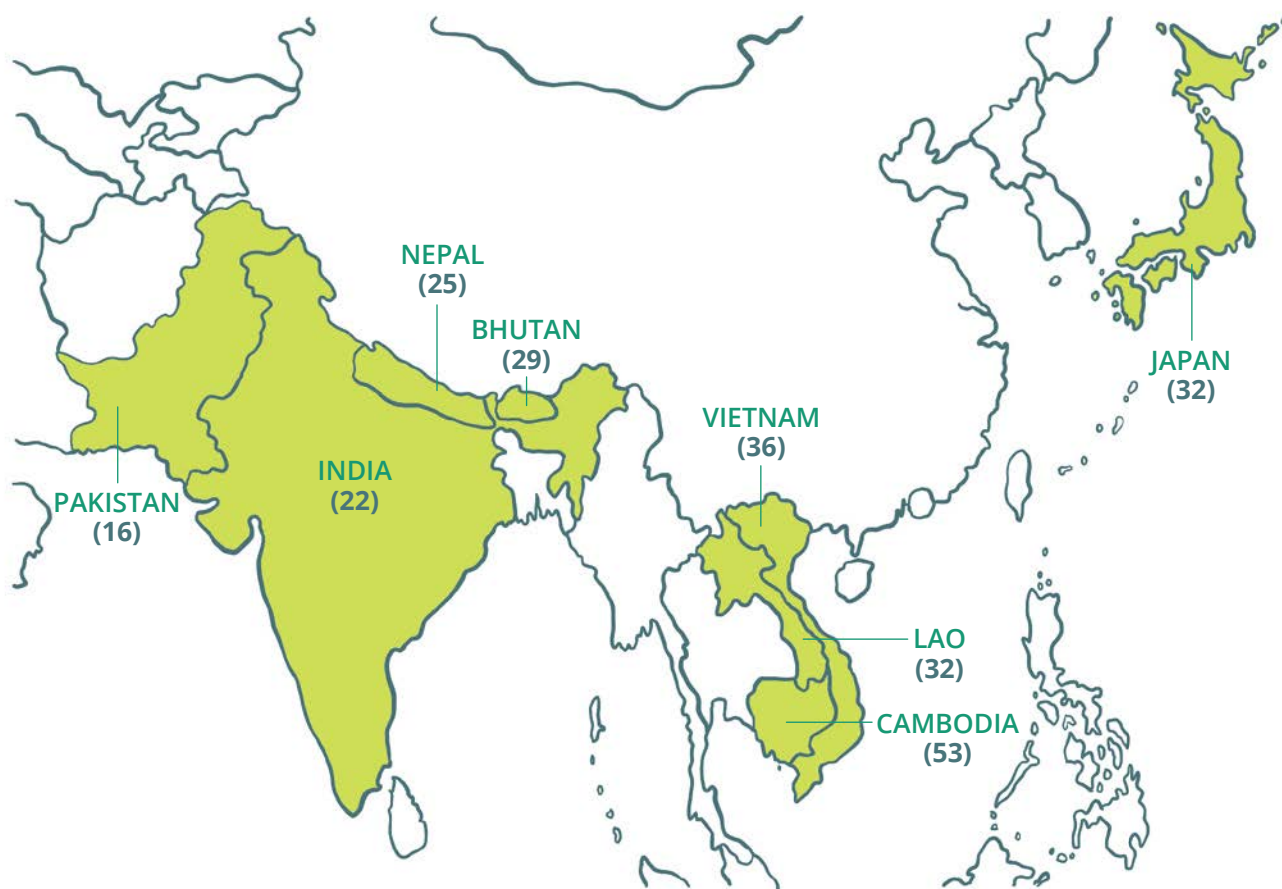 NEPAL
(25)
BHUTAN
(29)
JAPAN
(32)
VIETNAM
(36)
INDIA
(22)
PAKISTAN
(16)
LAO
(32)
CAMBODIA
(53)